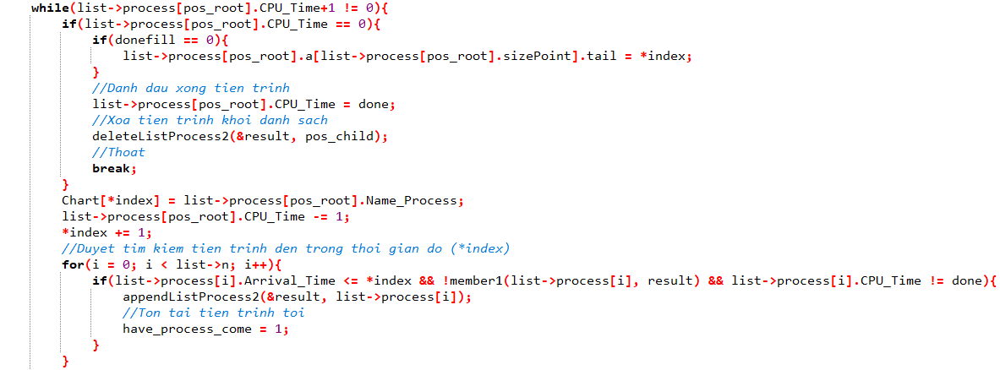 while(list->process[pos_root].CPU_Time+1 != 0){
if(list->process[pos_root].CPU_Time == 0){
if(donefill == 0){
list->process[pos_root].a[list->process[pos_root].sizePoint].tail = *index;
}
//Danh dau xong tien trinh
list->process[pos_root].CPU_Time = done;
//Xoa tien trinh khoi danh sach
deleteListProcess2(&result, pos_child);
//Thoat
break;
}
Chart[*index] = list->process[pos_root].Name_Process;
list->process[pos_root].CPU_Time -= 1;
*index += 1;
//Duyet tim kiem tien trinh den trong thoi gian do (*index)
for(i = 0; i < list->n; i++){
if(list->process[i].Arrival_Time <= *index && !member1(list->process[i], result) && list->process[i].CPU_Time != done){
appendListProcess2(&result, list->process[i]);
//Ton tai tien trinh toi
have_process_come = 1;
}
}